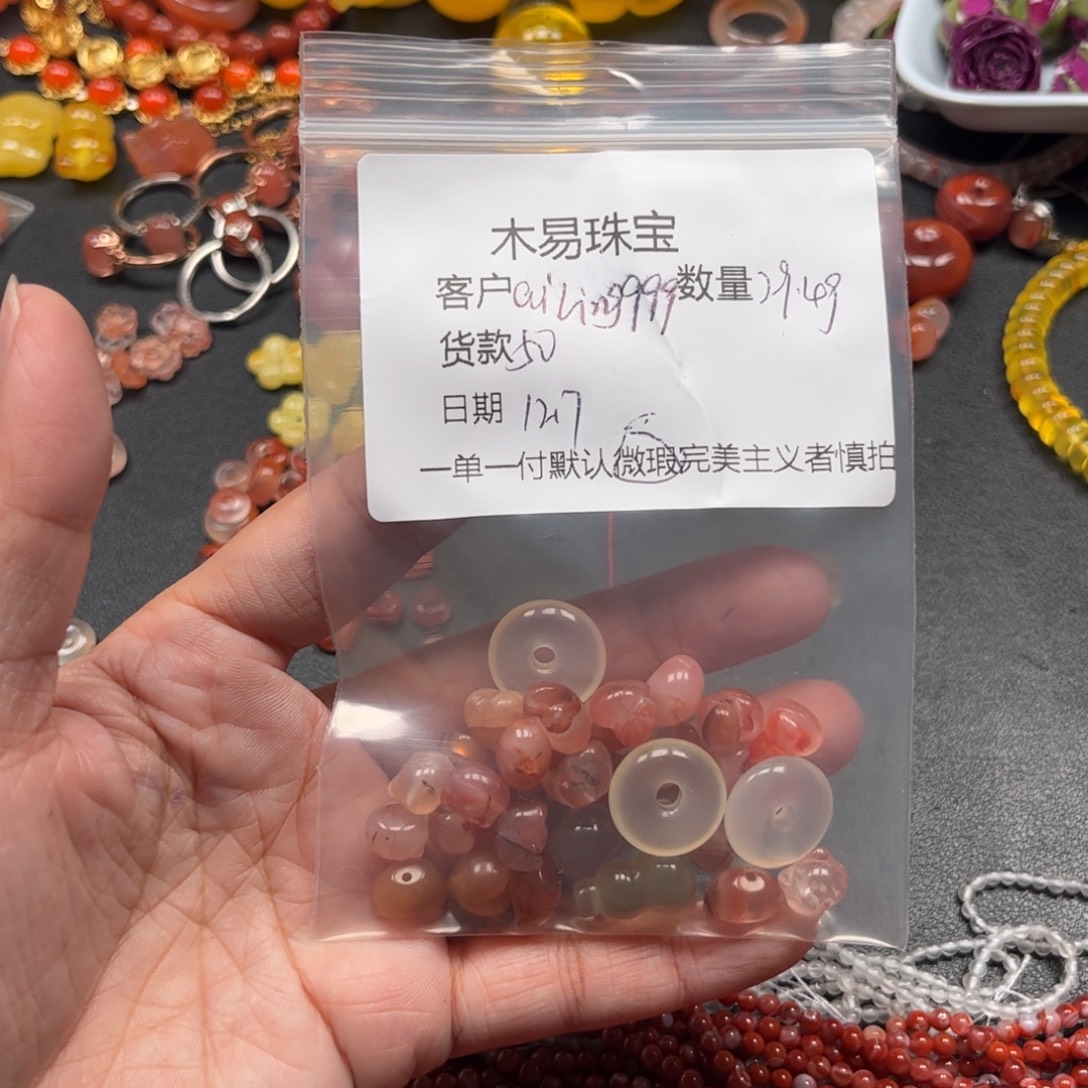 木易珠宝
客户ailing999数量29.49
货款50
日期 12.7
一单一付默认微瑕完美主义者慎拍